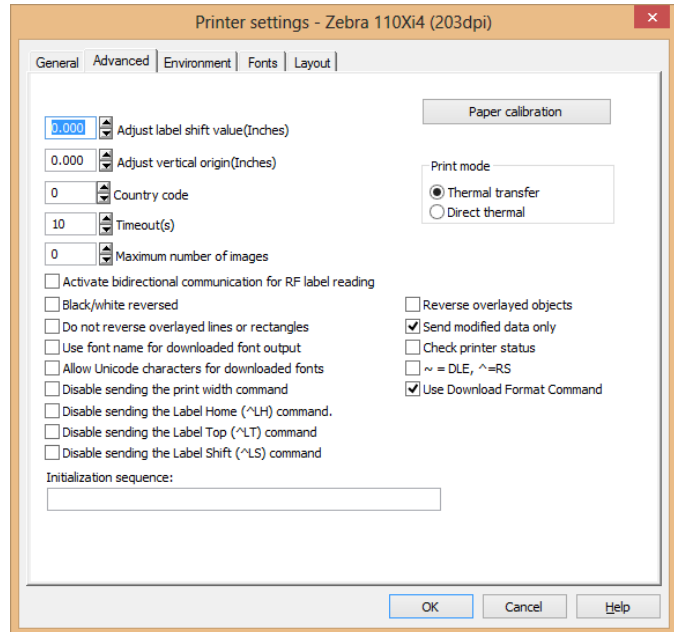 Printer settings - Zebra 110Xi4 (203dpi)
General Advanced Environment Fonts Layout
Paper calibration
0.000 Adjust label shift value(Inches)
0.000 Adjust vertical origin(Inches)
Print mode
0 Country code
Thermal transfer
Direct thermal
10 Timeout(s)
0 Maximum number of images
Activate bidirectional communication for RF label reading
Black/white reversed
Reverse overlayed objects
Do not reverse overlayed lines or rectangles
Send modified data only
Use font name for downloaded font output
Check printer status
Allow Unicode characters for downloaded fonts
~ = DLE, ^=RS
Disable sending the print width command
Use Download Format Command
Disable sending the Label Home (^LH) command.
Disable sending the Label Top (^LT) command
Disable sending the Label Shift (^LS) command
Initialization sequence:
OK Cancel Help